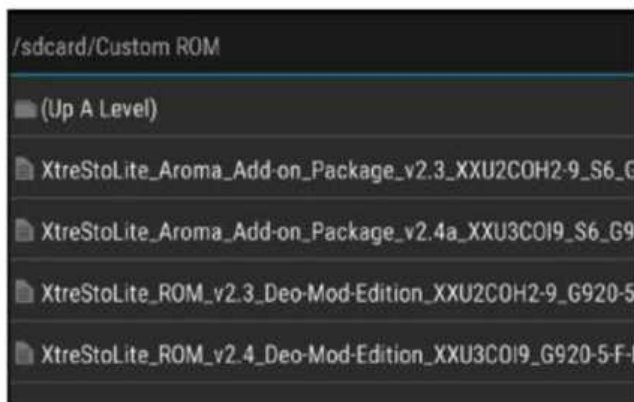 /sdcard/Custom ROM
(Up A Level)
XtreStoLite_Aroma_Add-on_Package_v2.3_XXU2COH2-9_S6_G
XtreStoLite_Aroma_Add-on_Package_v2.4a_XXU3COI9_S6_G9
XtreStoLite_ROM_v2.3_Deo-Mod-Edition_XXU2COH2-9_G920-5
XtreStoLite_ROM_v2.4_Deo-Mod-Edition_XXU3COI9_G920-5-F-